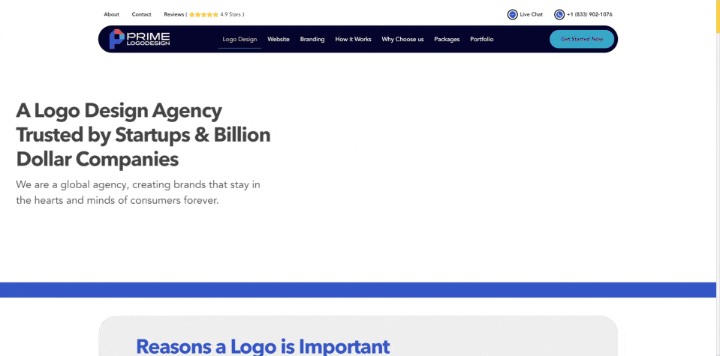 About Contact Reviews ( ★★★★★ 4.9 Stars ) Live Chat +1 (833) 902-1076
PRIME
LOGODESIGN
Logo Design Website Branding How it Works Why Choose us Packages Portfolio Get Started Now
A Logo Design Agency
Trusted by Startups & Billion
Dollar Companies
We are a global agency, creating brands that stay in
the hearts and minds of consumers forever.
Reasons a Logo is Important